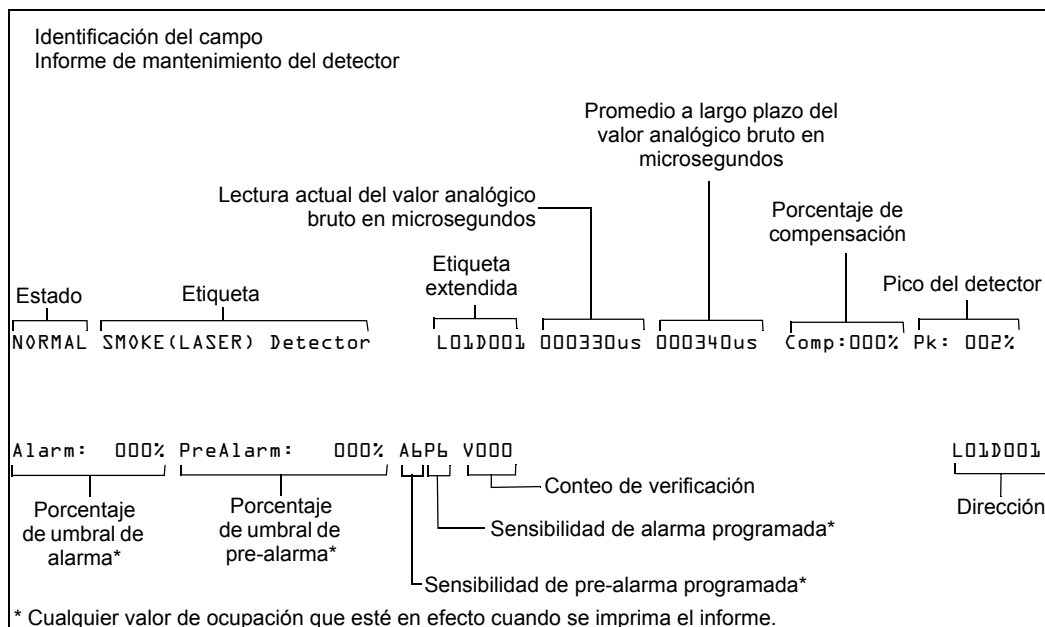 Identificación del campo
Informe de mantenimiento del detector
Promedio a largo plazo del
valor analógico bruto en
microsegundos
Lectura actual del valor analógico
bruto en microsegundos
Porcentaje de
compensación
Estado
Etiqueta
Etiqueta
extendida
Pico del detector
NORMAL SMOKE(LASER) Detector L01D001 000330us 000340us Comp:000% Pk: 002%
Alarm: 000% PreAlarm: 000% A6P6 V000 L01D001
Porcentaje
de umbral de
alarma*
Porcentaje
de umbral de
pre-alarma*
Conteo de verificación
Dirección
Sensibilidad de alarma programada*
Sensibilidad de pre-alarma programada*
* Cualquier valor de ocupación que esté en efecto cuando se imprima el informe.